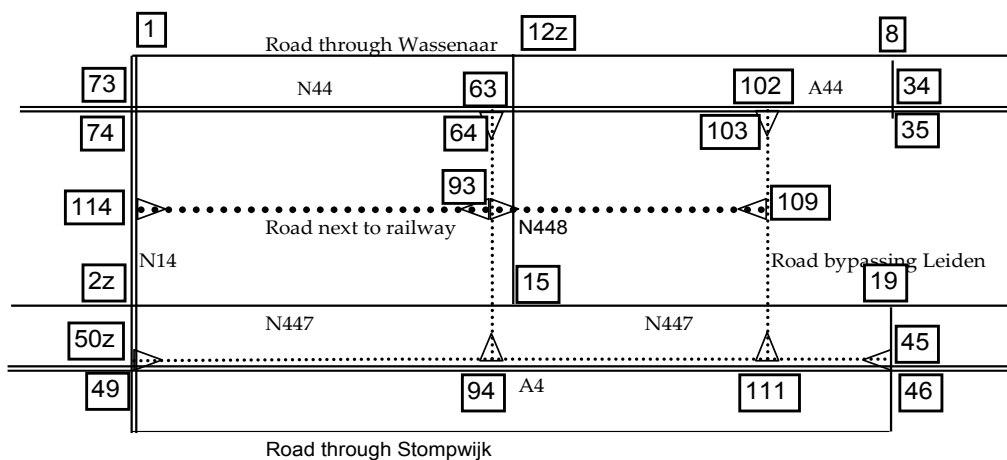 1
12z
8
Road through Wassenaar
73
N44
63
102
A44
34
74
64
103
35
114
93
109
Road next to railway
N448
N14
Road bypassing Leiden
2z
15
19
50z
N447
N447
45
49
94
A4
111
46
Road through Stompwijk